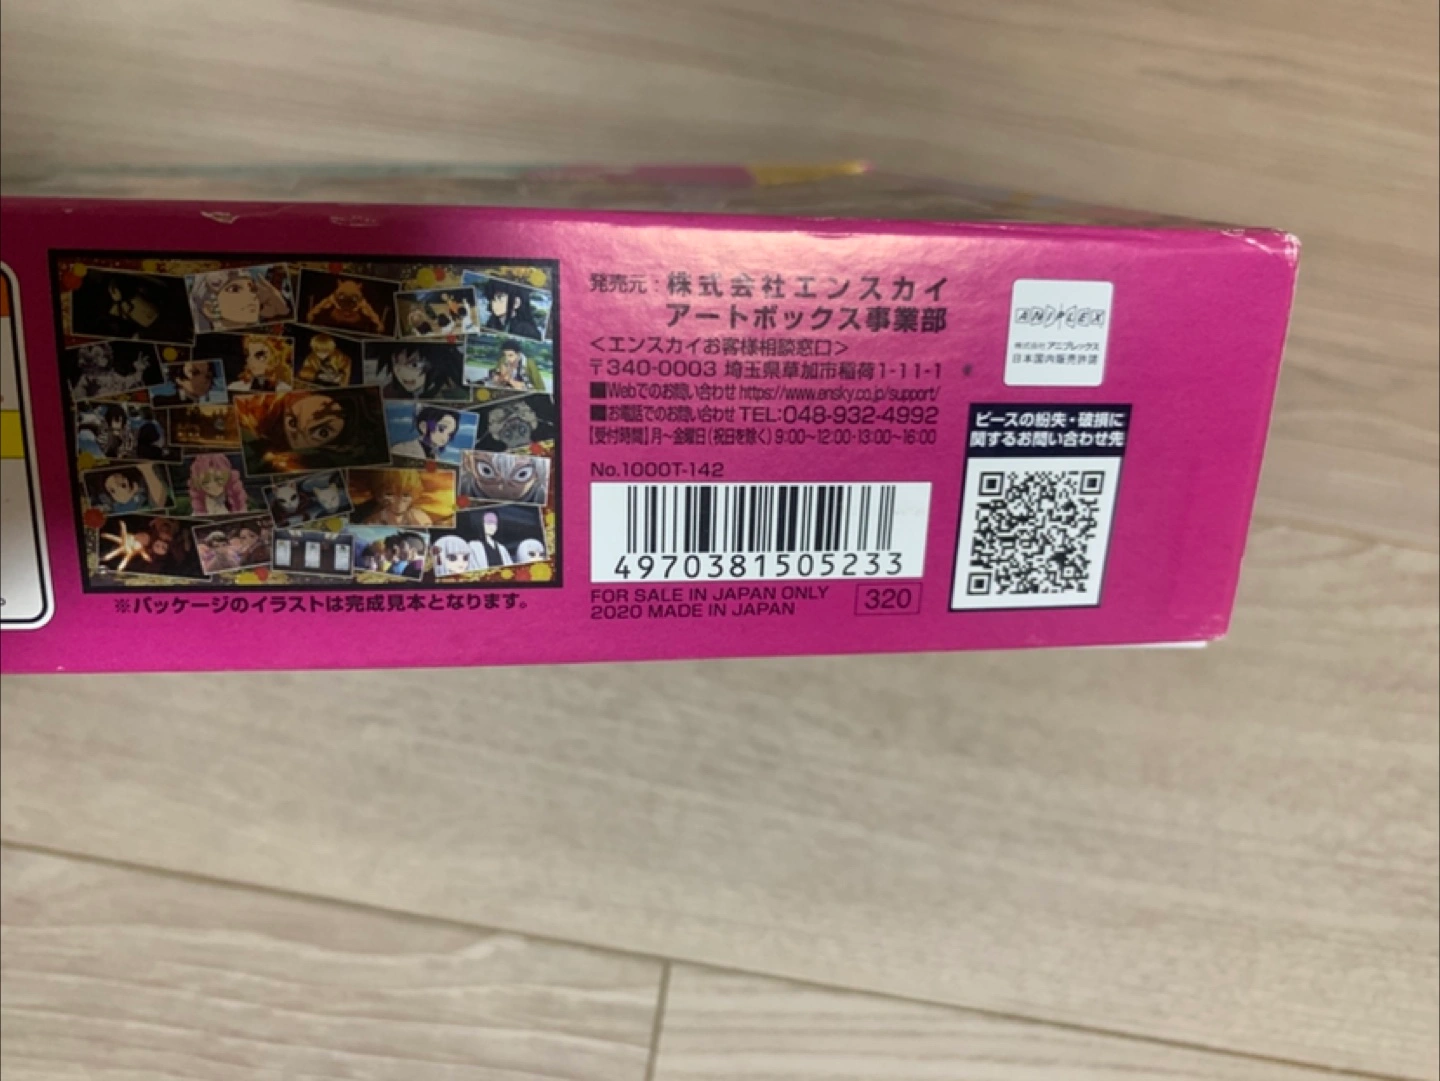 発売元：株式会社エンスカイ
アートボックス事業部
＜エンスカイお客様相談窓口＞
〒340-0003 埼玉県草加市稲荷1-11-1
■Webでのお問い合わせ https://www.ensky.co.jp/support/
■お電話でのお問い合わせ TEL:048-932-4992
【受付時間】月～金曜日(祝日を除く) 9:00～12:00・13:00～16:00
No.1000T-142
4970381505233
FOR SALE IN JAPAN ONLY
2020 MADE IN JAPAN
320
※パッケージのイラストは完成見本となります。
ANIPLEX
株式会社 アニプレックス
日本国内販売許諾
ピースの紛失・破損に
関するお問い合わせ先